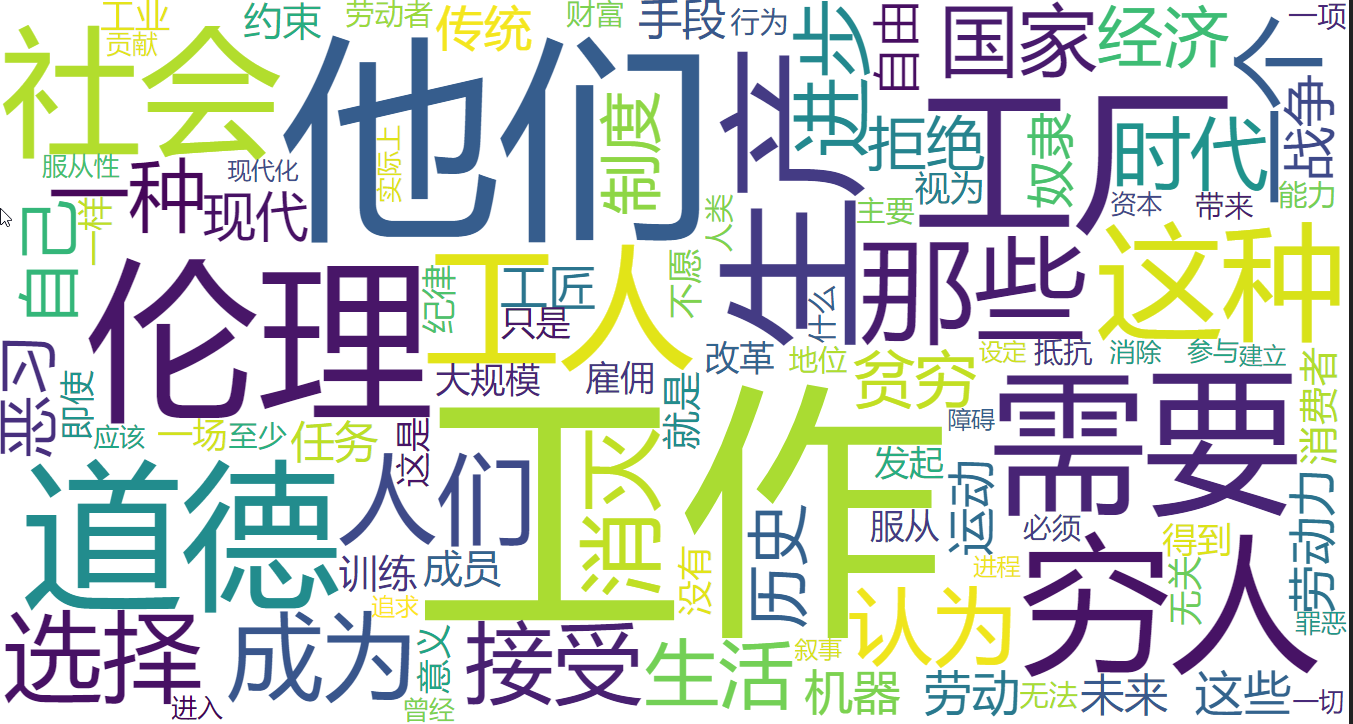 工业
贡献
约束
劳动者
传统
财富
手段
行为
自由
国家
经济
个
一项
社会
他们
制度
生产
进步
拒绝
工厂
奴隶
时代
战争
服从性
现代化
实际上
一种
现代
视为
资本
带来
能力
自己
一样
人类
主要
伦理
纪律
工人
工匠
只是
不愿
什么
那些
这种
恶习
即使
大规模
雇佣
就是
改革
地位
贫穷
设定
抵抗
消除
参与
建立
消费者
应该
一场
至少
任务
这是
工作
消灭
障碍
需要
道德
人们
发起
历史
服从
运动
必须
得到
劳动力
训练
成员
没有
进程
穷人
无关
罪恶
追求
选择
成为
意义
接受
生活
认为
叙事
机器
劳动
无法
未来
这些
一切
进入
曾经